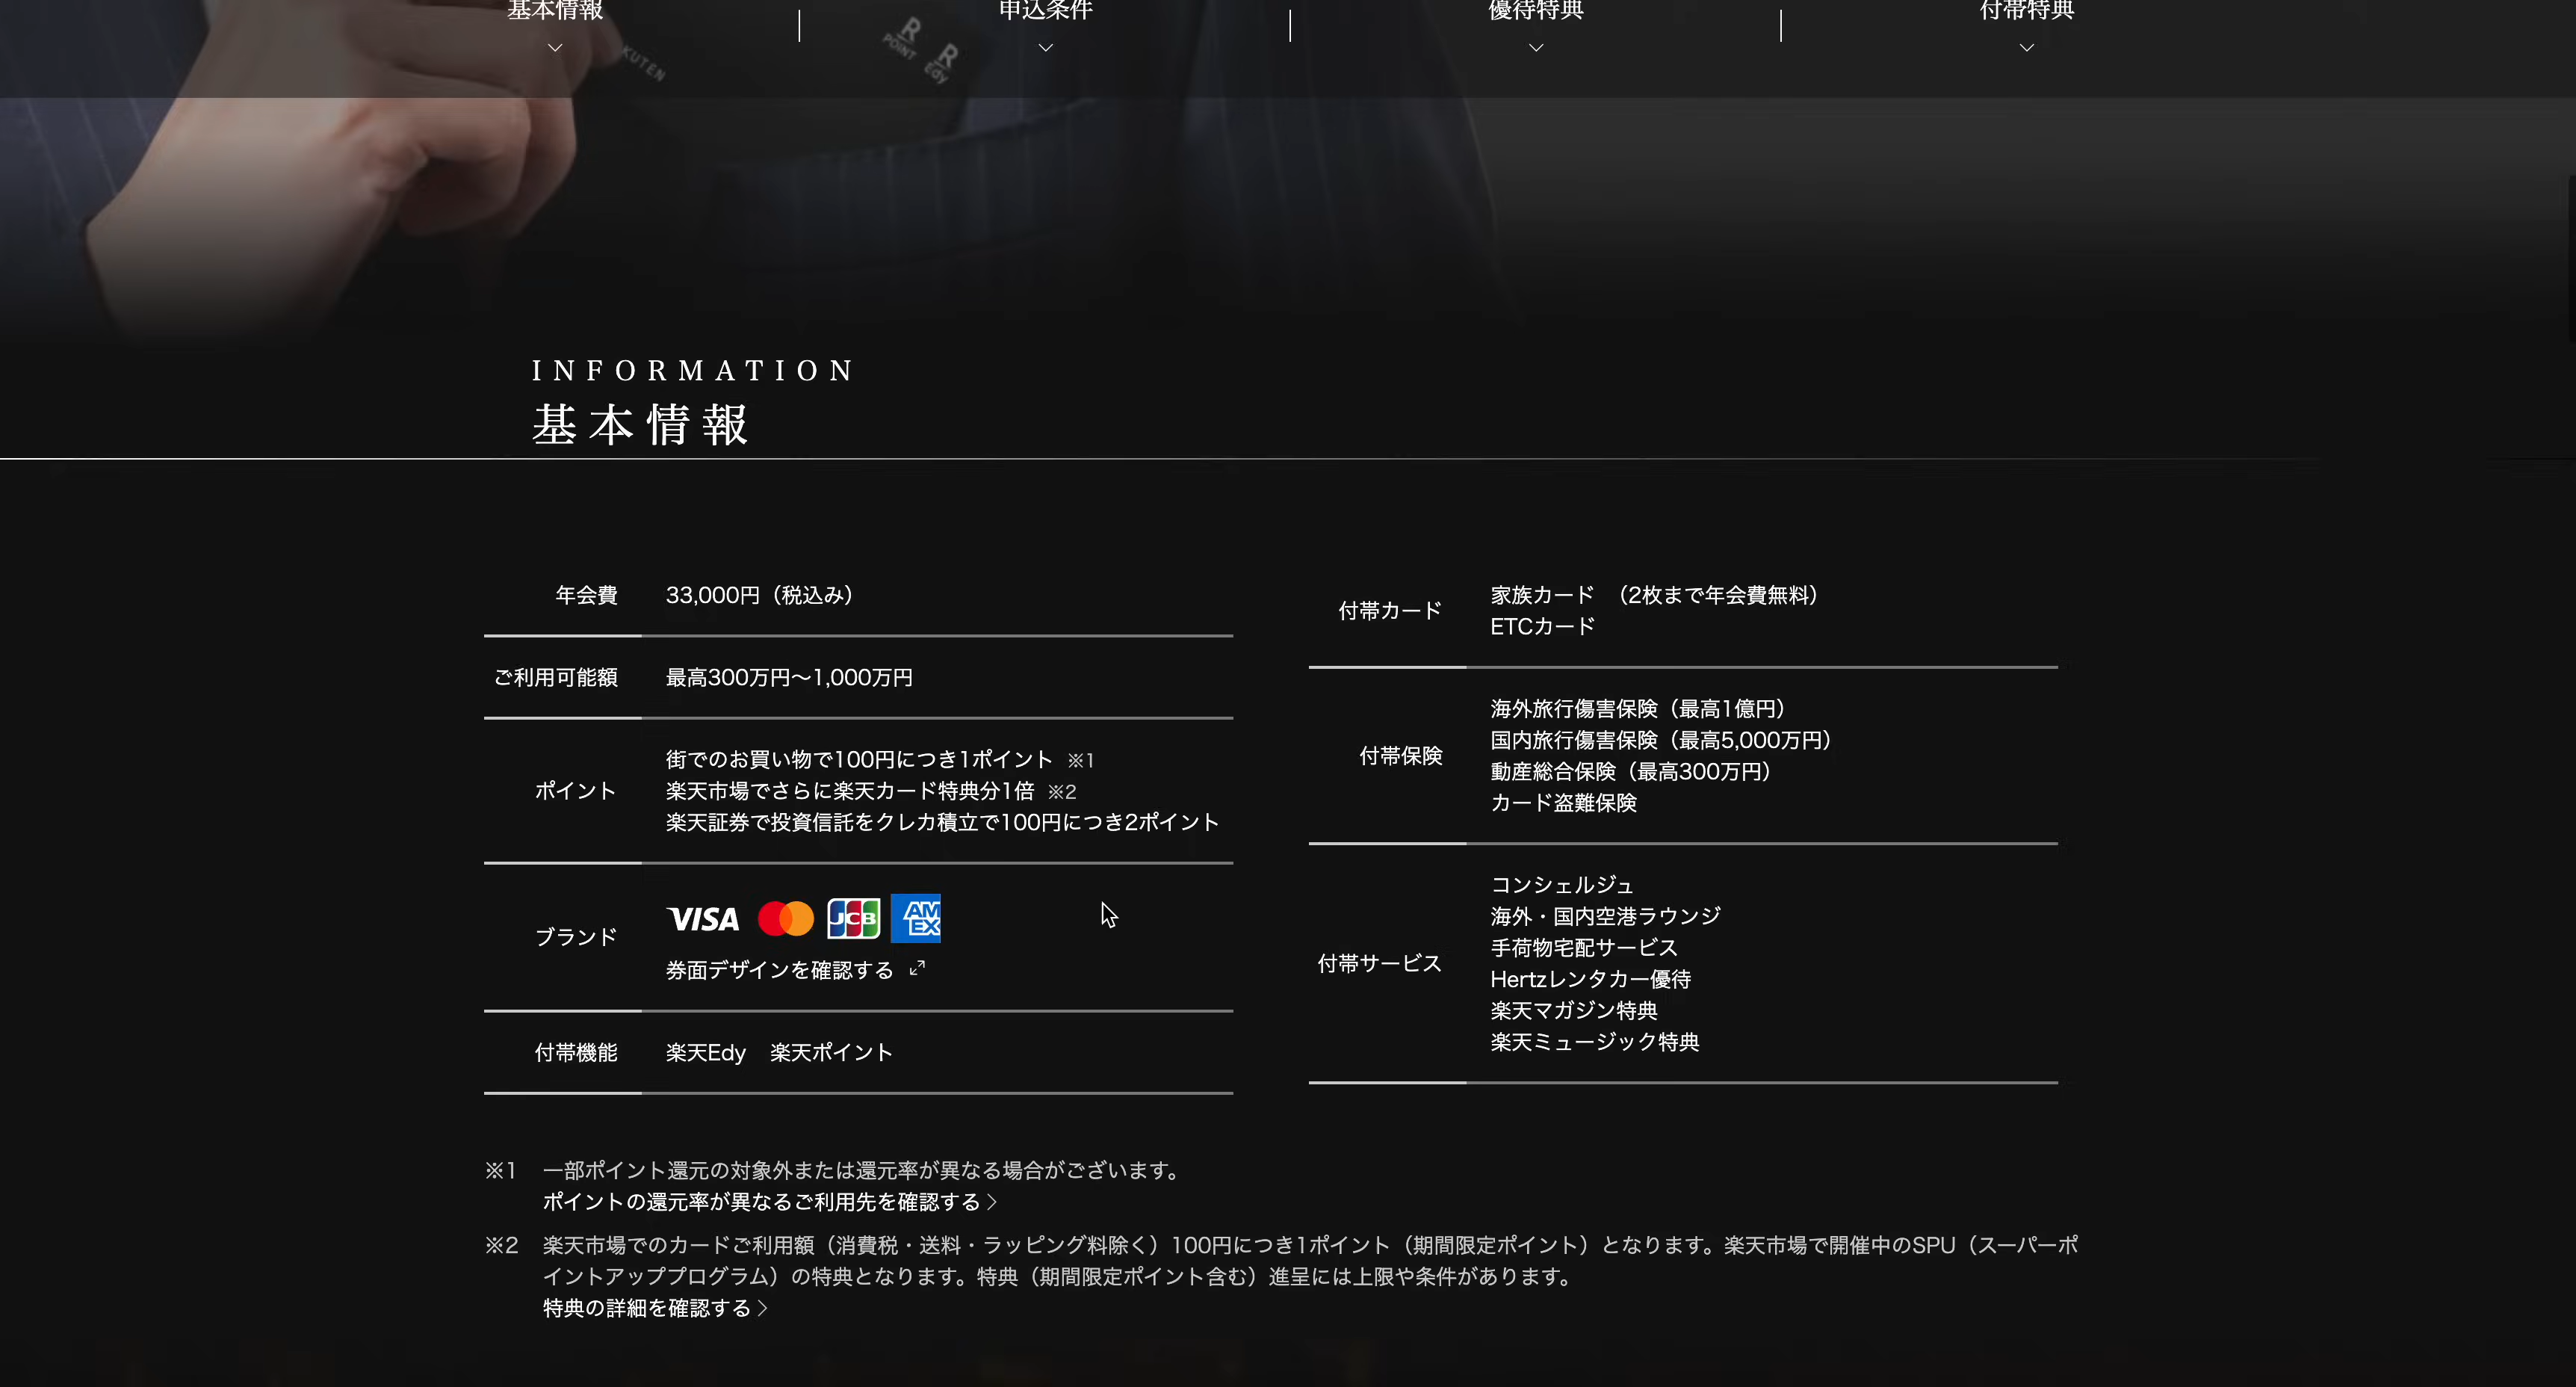 基本情報
申込条件
優待特典
付帯特典
KUTEN
R
POINT
R
Edy
INFORMATION
基本情報
年会費
33,000円（税込み）
ご利用可能額
最高300万円〜1,000万円
ポイント
街でのお買い物で100円につき1ポイント ※1
楽天市場でさらに楽天カード特典分1倍 ※2
楽天証券で投資信託をクレカ積立で100円につき2ポイント
ブランド
VISA
JCB
AM
EX
券面デザインを確認する
付帯機能
楽天Edy 楽天ポイント
付帯カード
家族カード （2枚まで年会費無料）
ETCカード
付帯保険
海外旅行傷害保険（最高1億円）
国内旅行傷害保険（最高5,000万円）
動産総合保険（最高300万円）
カード盗難保険
付帯サービス
コンシェルジュ
海外・国内空港ラウンジ
手荷物宅配サービス
Hertzレンタカー優待
楽天マガジン特典
楽天ミュージック特典
※1 一部ポイント還元の対象外または還元率が異なる場合がございます。
ポイントの還元率が異なるご利用先を確認する
※2 楽天市場でのカードご利用額（消費税・送料・ラッピング料除く）100円につき1ポイント（期間限定ポイント）となります。楽天市場で開催中のSPU（スーパーポ
イントアッププログラム）の特典となります。特典（期間限定ポイント含む）進呈には上限や条件があります。
特典の詳細を確認する